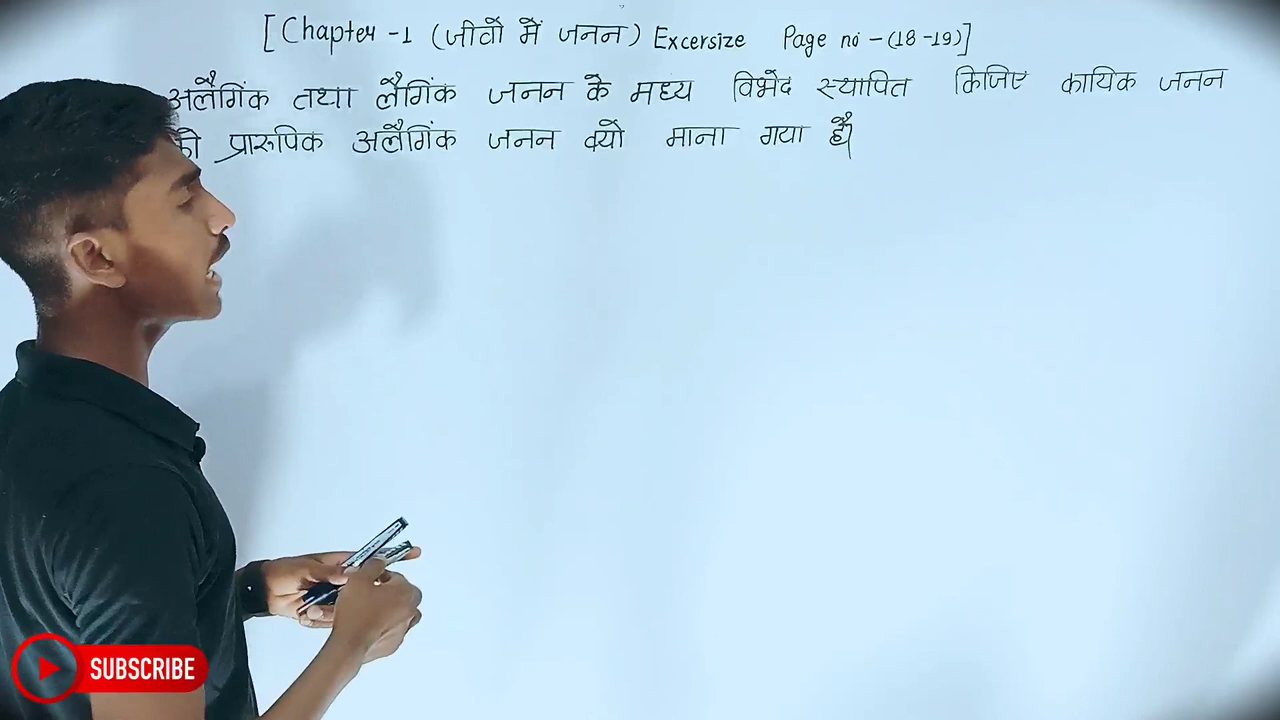 [Chapter -1 (जीवो में जनन) Excersize Page no - (18-19)]
अलैगिंक तथा लैगिंक जनन के मध्य विभेद स्थापित किजिए कायिक जनन
को प्रारूपिक अलैगिंक जनन क्यो माना गया है।
SUBSCRIBE